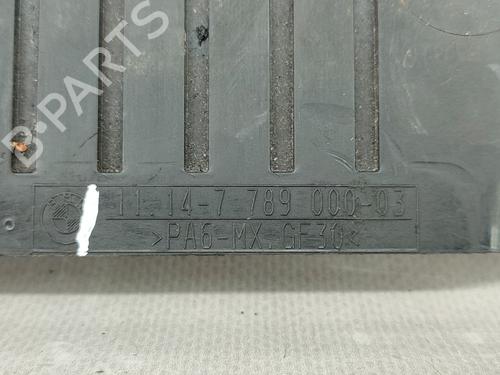 B-PARTS
11.14-7 789 000-03
>PA6-MX.GF30<